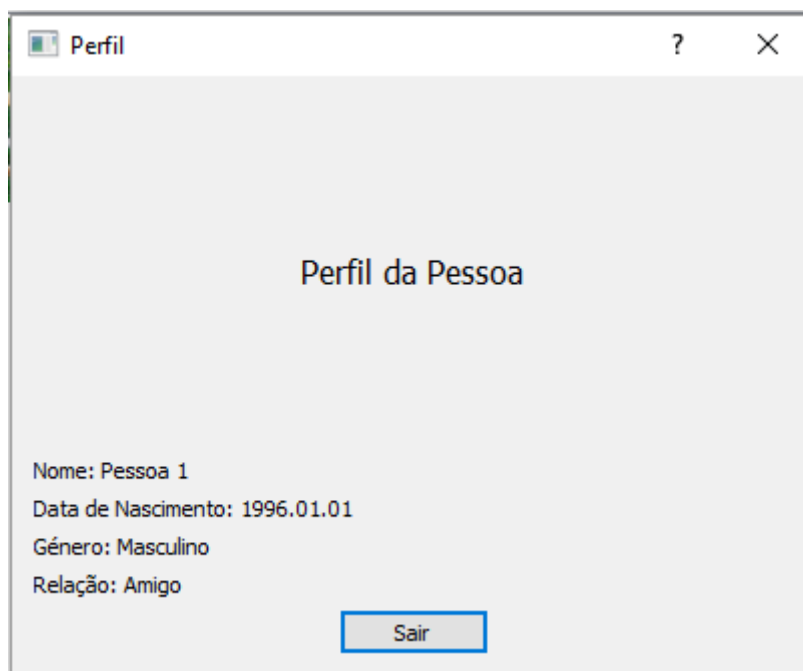 Perfil
?
Perfil da Pessoa
Nome: Pessoa 1
Data de Nascimento: 1996.01.01
Género: Masculino
Relação: Amigo
Sair